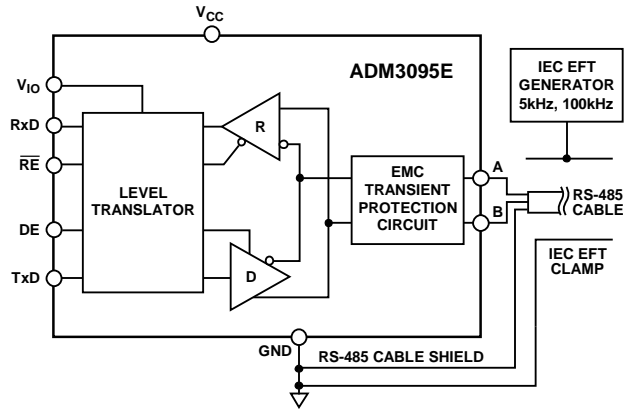 VCC
ADM3095E
IEC EFT
GENERATOR
5kHz, 100kHz
VIO
RxD
RE
DE
TxD
LEVEL
TRANSLATOR
R
D
EMC
TRANSIENT
PROTECTION
CIRCUIT
A
B
RS-485
CABLE
IEC EFT
CLAMP
GND
RS-485 CABLE SHIELD